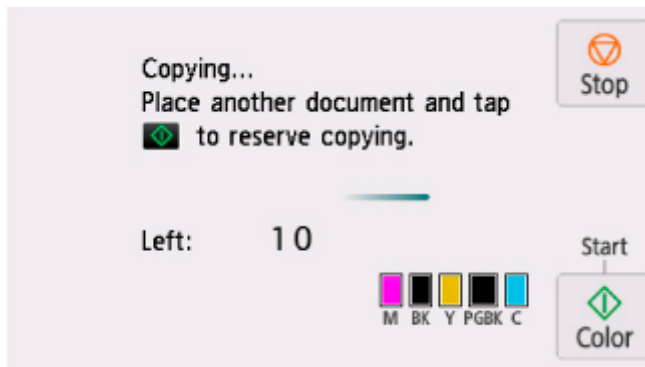 Copying...
Place another document and tap
to reserve copying.
Stop
Left: 10
Start
M BK Y PGBK C
Color